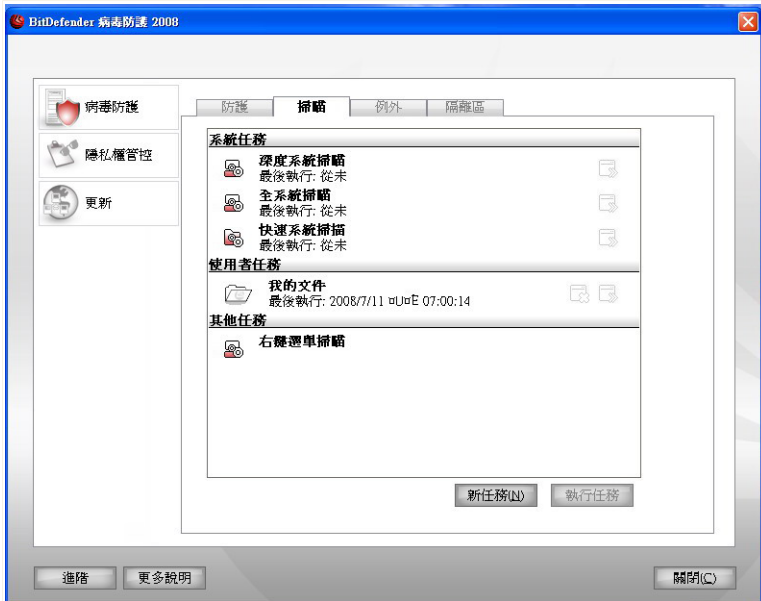 BitDefender 病毒防護 2008
病毒防護
隱私權管控
更新
防護 掃瞄 例外 隔離區
系統任務
深度系統掃瞄
最後執行: 從未
全系統掃瞄
最後執行: 從未
快速系統掃描
最後執行: 從未
使用者任務
我的文件
最後執行: 2008/7/11 ¤U¤È 07:00:14
其他任務
右鍵選單掃瞄
新任務(N) 執行任務
進階 更多說明 關閉(C)